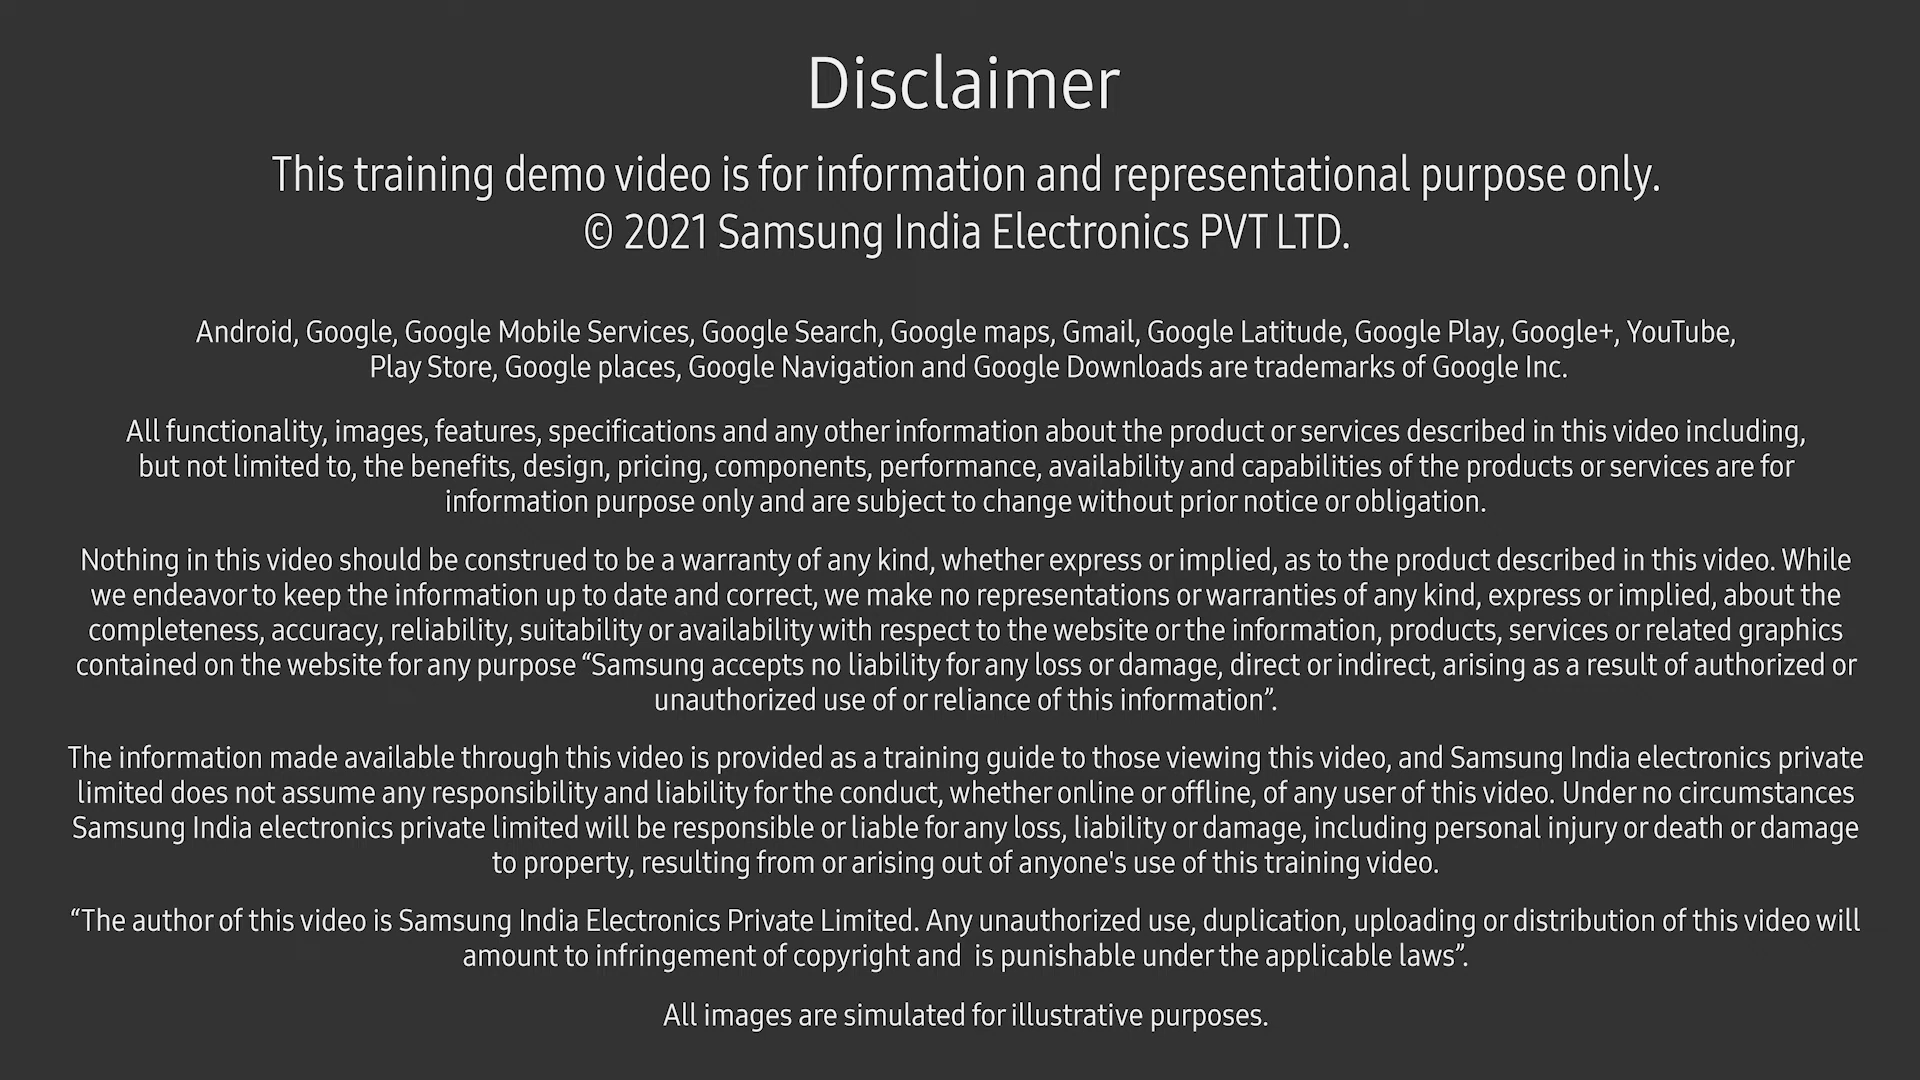 Disclaimer
This training demo video is for information and representational purpose only.
© 2021 Samsung India Electronics PVT LTD.
Android, Google, Google Mobile Services, Google Search, Google maps, Gmail, Google Latitude, Google Play, Google+, YouTube,
Play Store, Google places, Google Navigation and Google Downloads are trademarks of Google Inc.
All functionality, images, features, specifications and any other information about the product or services described in this video including,
but not limited to, the benefits, design, pricing, components, performance, availability and capabilities of the products or services are for
information purpose only and are subject to change without prior notice or obligation.
Nothing in this video should be construed to be a warranty of any kind, whether express or implied, as to the product described in this video. While
we endeavor to keep the information up to date and correct, we make no representations or warranties of any kind, express or implied, about the
completeness, accuracy, reliability, suitability or availability with respect to the website or the information, products, services or related graphics
contained on the website for any purpose “Samsung accepts no liability for any loss or damage, direct or indirect, arising as a result of authorized or
unauthorized use of or reliance of this information”.
The information made available through this video is provided as a training guide to those viewing this video, and Samsung India electronics private
limited does not assume any responsibility and liability for the conduct, whether online or offline, of any user of this video. Under no circumstances
Samsung India electronics private limited will be responsible or liable for any loss, liability or damage, including personal injury or death or damage
to property, resulting from or arising out of anyone's use of this training video.
“The author of this video is Samsung India Electronics Private Limited. Any unauthorized use, duplication, uploading or distribution of this video will
amount to infringement of copyright and  is punishable under the applicable laws”.
All images are simulated for illustrative purposes.